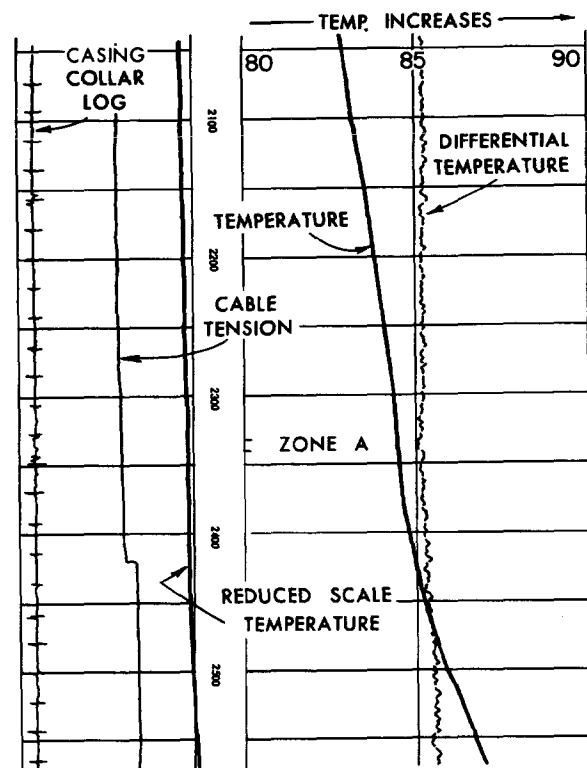 TEMP. INCREASES
CASING
COLLAR
LOG
80
85
90
2100
DIFFERENTIAL
TEMPERATURE
TEMPERATURE
2200
CABLE
TENSION
2300
ZONE A
2400
REDUCED SCALE
TEMPERATURE
2500